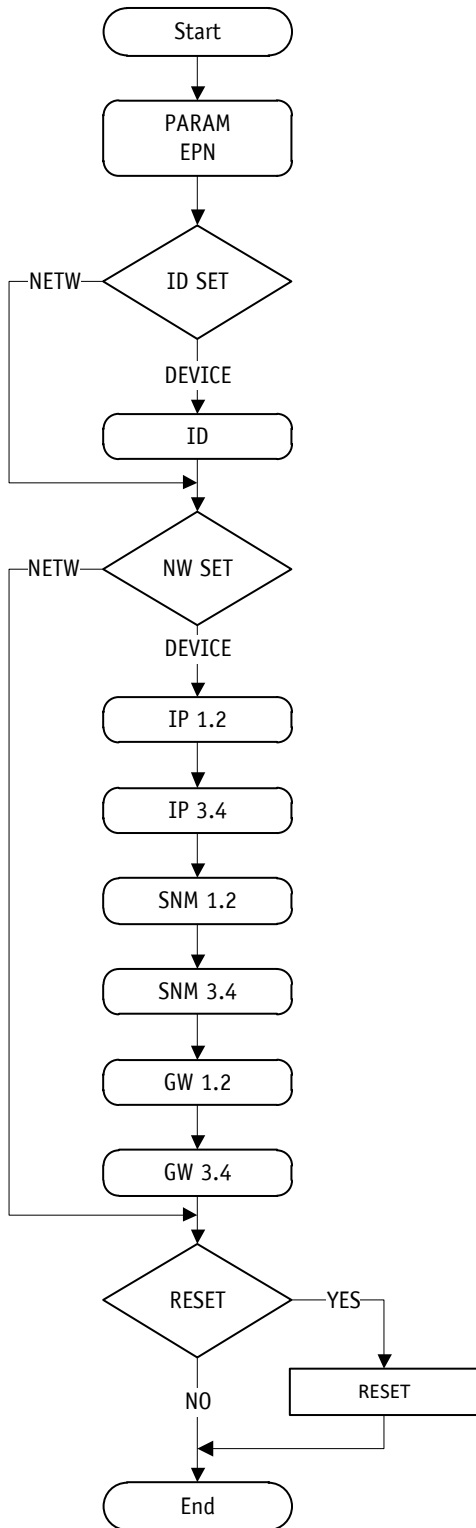 Start
PARAM
EPN
NETW
ID SET
DEVICE
ID
NETW
NW SET
DEVICE
IP 1.2
IP 3.4
SNM 1.2
SNM 3.4
GW 1.2
GW 3.4
RESET
YES
RESET
NO
End